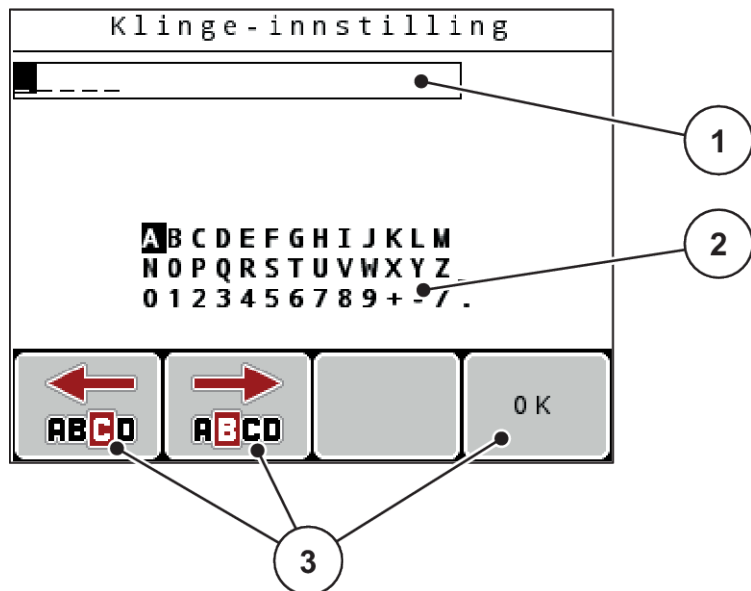 Klinge-innstilling
1
2
ABCDEFGHIJKLM
NOPQRSTUVWXYZ_
0123456789+-/.
ABCD
ABCD
OK
3